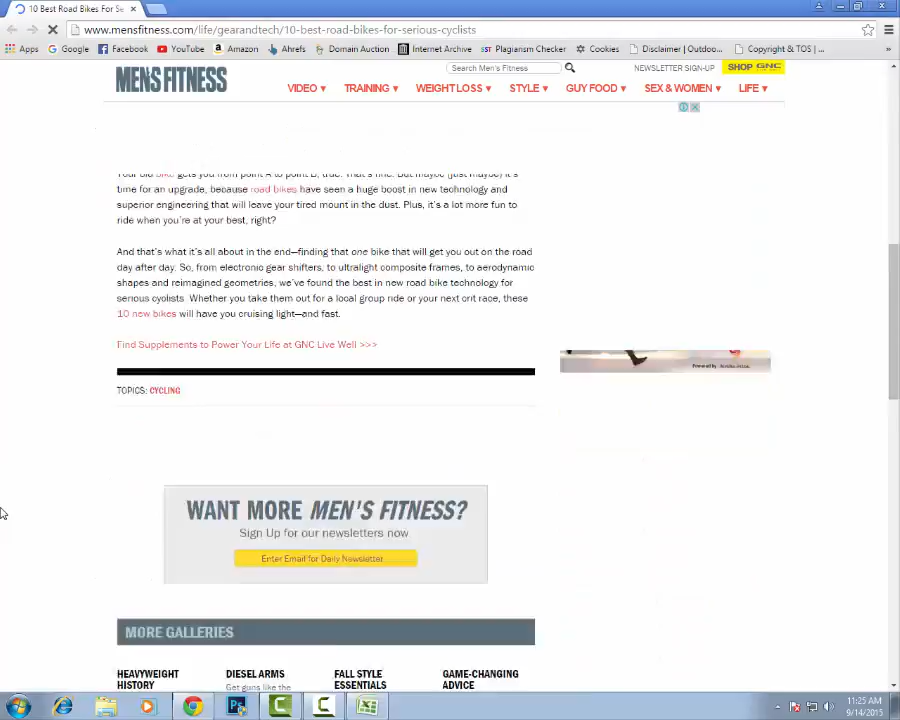 10 Best Road Bikes For Se
www.mensfitness.com/life/gearandtech/10-best-road-bikes-for-serious-cyclists
Apps Google Facebook YouTube Amazon Ahrefs Domain Auction Internet Archive Plagiarism Checker Cookies Disclaimer | Outdoo... Copyright & TOS | ...
MEN'S FITNESS
Search Men's Fitness
NEWSLETTER SIGN-UP
SHOP GNC
VIDEO ▾ TRAINING ▾ WEIGHT LOSS ▾ STYLE ▾ GUY FOOD ▾ SEX & WOMEN ▾ LIFE ▾
Your old bike gets you from point A to point B, true. That's fine. But maybe (just maybe) it's
time for an upgrade, because road bikes have seen a huge boost in new technology and
superior engineering that will leave your tired mount in the dust. Plus, it's a lot more fun to
ride when you're at your best, right?
And that's what it's all about in the end—finding that one bike that will get you out on the road
day after day. So, from electronic gear shifters, to ultralight composite frames, to aerodynamic
shapes and reimagined geometries, we've found the best in new road bike technology for
serious cyclists. Whether you take them out for a local group ride or your next crit race, these
10 new bikes will have you cruising light—and fast.
Find Supplements to Power Your Life at GNC Live Well >>>
Powered by
TOPICS: CYCLING
WANT MORE MEN'S FITNESS?
Sign Up for our newsletters now
Enter Email for Daily Newsletter
MORE GALLERIES
HEAVYWEIGHT HISTORY
DIESEL ARMS
Get guns like the
FALL STYLE ESSENTIALS
GAME-CHANGING ADVICE
11:25 AM
9/14/2015